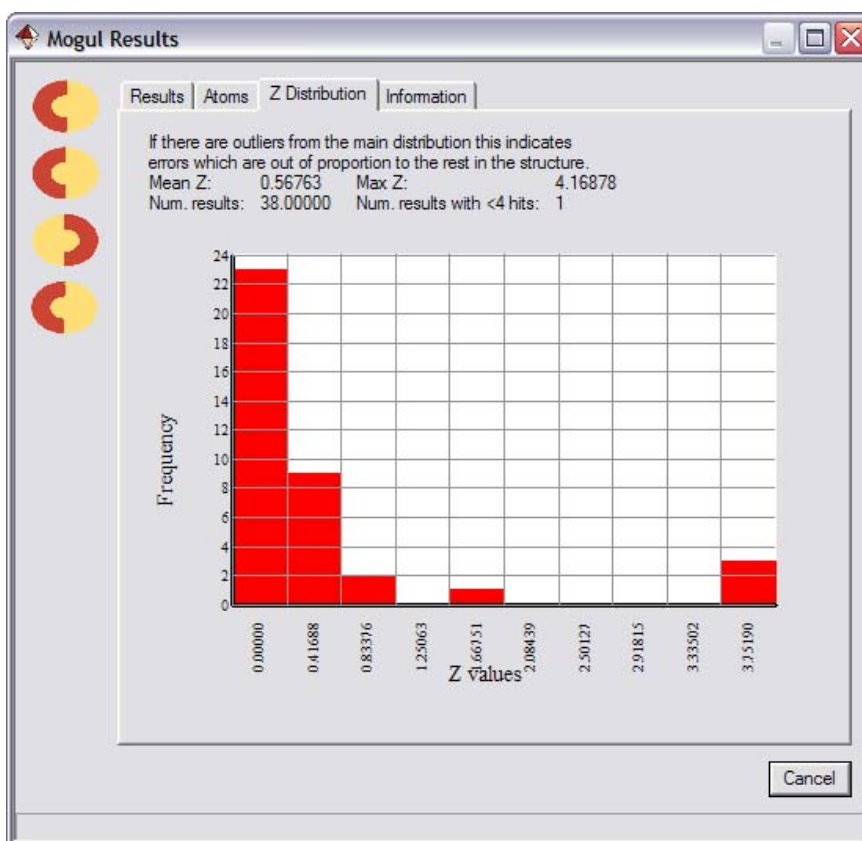 Mogul Results
Results Atoms Z Distribution Information
If there are outliers from the main distribution this indicates
errors which are out of proportion to the rest in the structure.
Mean Z: 0.56763 Max Z: 4.16878
Num. results: 38.00000 Num. results with <4 hits: 1
24
22
20
18
16
14
12
10
8
6
4
2
0
Frequency
0.00000 0.41688 0.83376 1.25063 .66751 2.08439 2.50127 2.91815 3.33502 3.75190
Z values
Cancel